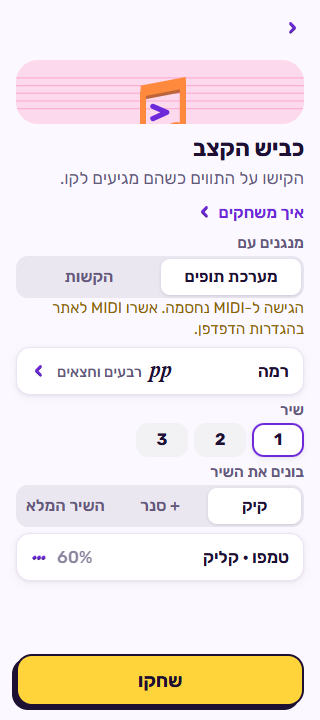 כביש הקצב
הקישו על התווים כשהם מגיעים לקו.
איך משחקים
מנגנים עם
מערכת תופים
הקשות
הגישה ל-MIDI נחסמה. אשרו MIDI לאתר
בהגדרות הדפדפן.
רמה
pp רבעים וחצאים
שיר
1
2
3
בונים את השיר
קיק
+ סנר
השיר המלא
טמפו • קליק
60%
שחקו